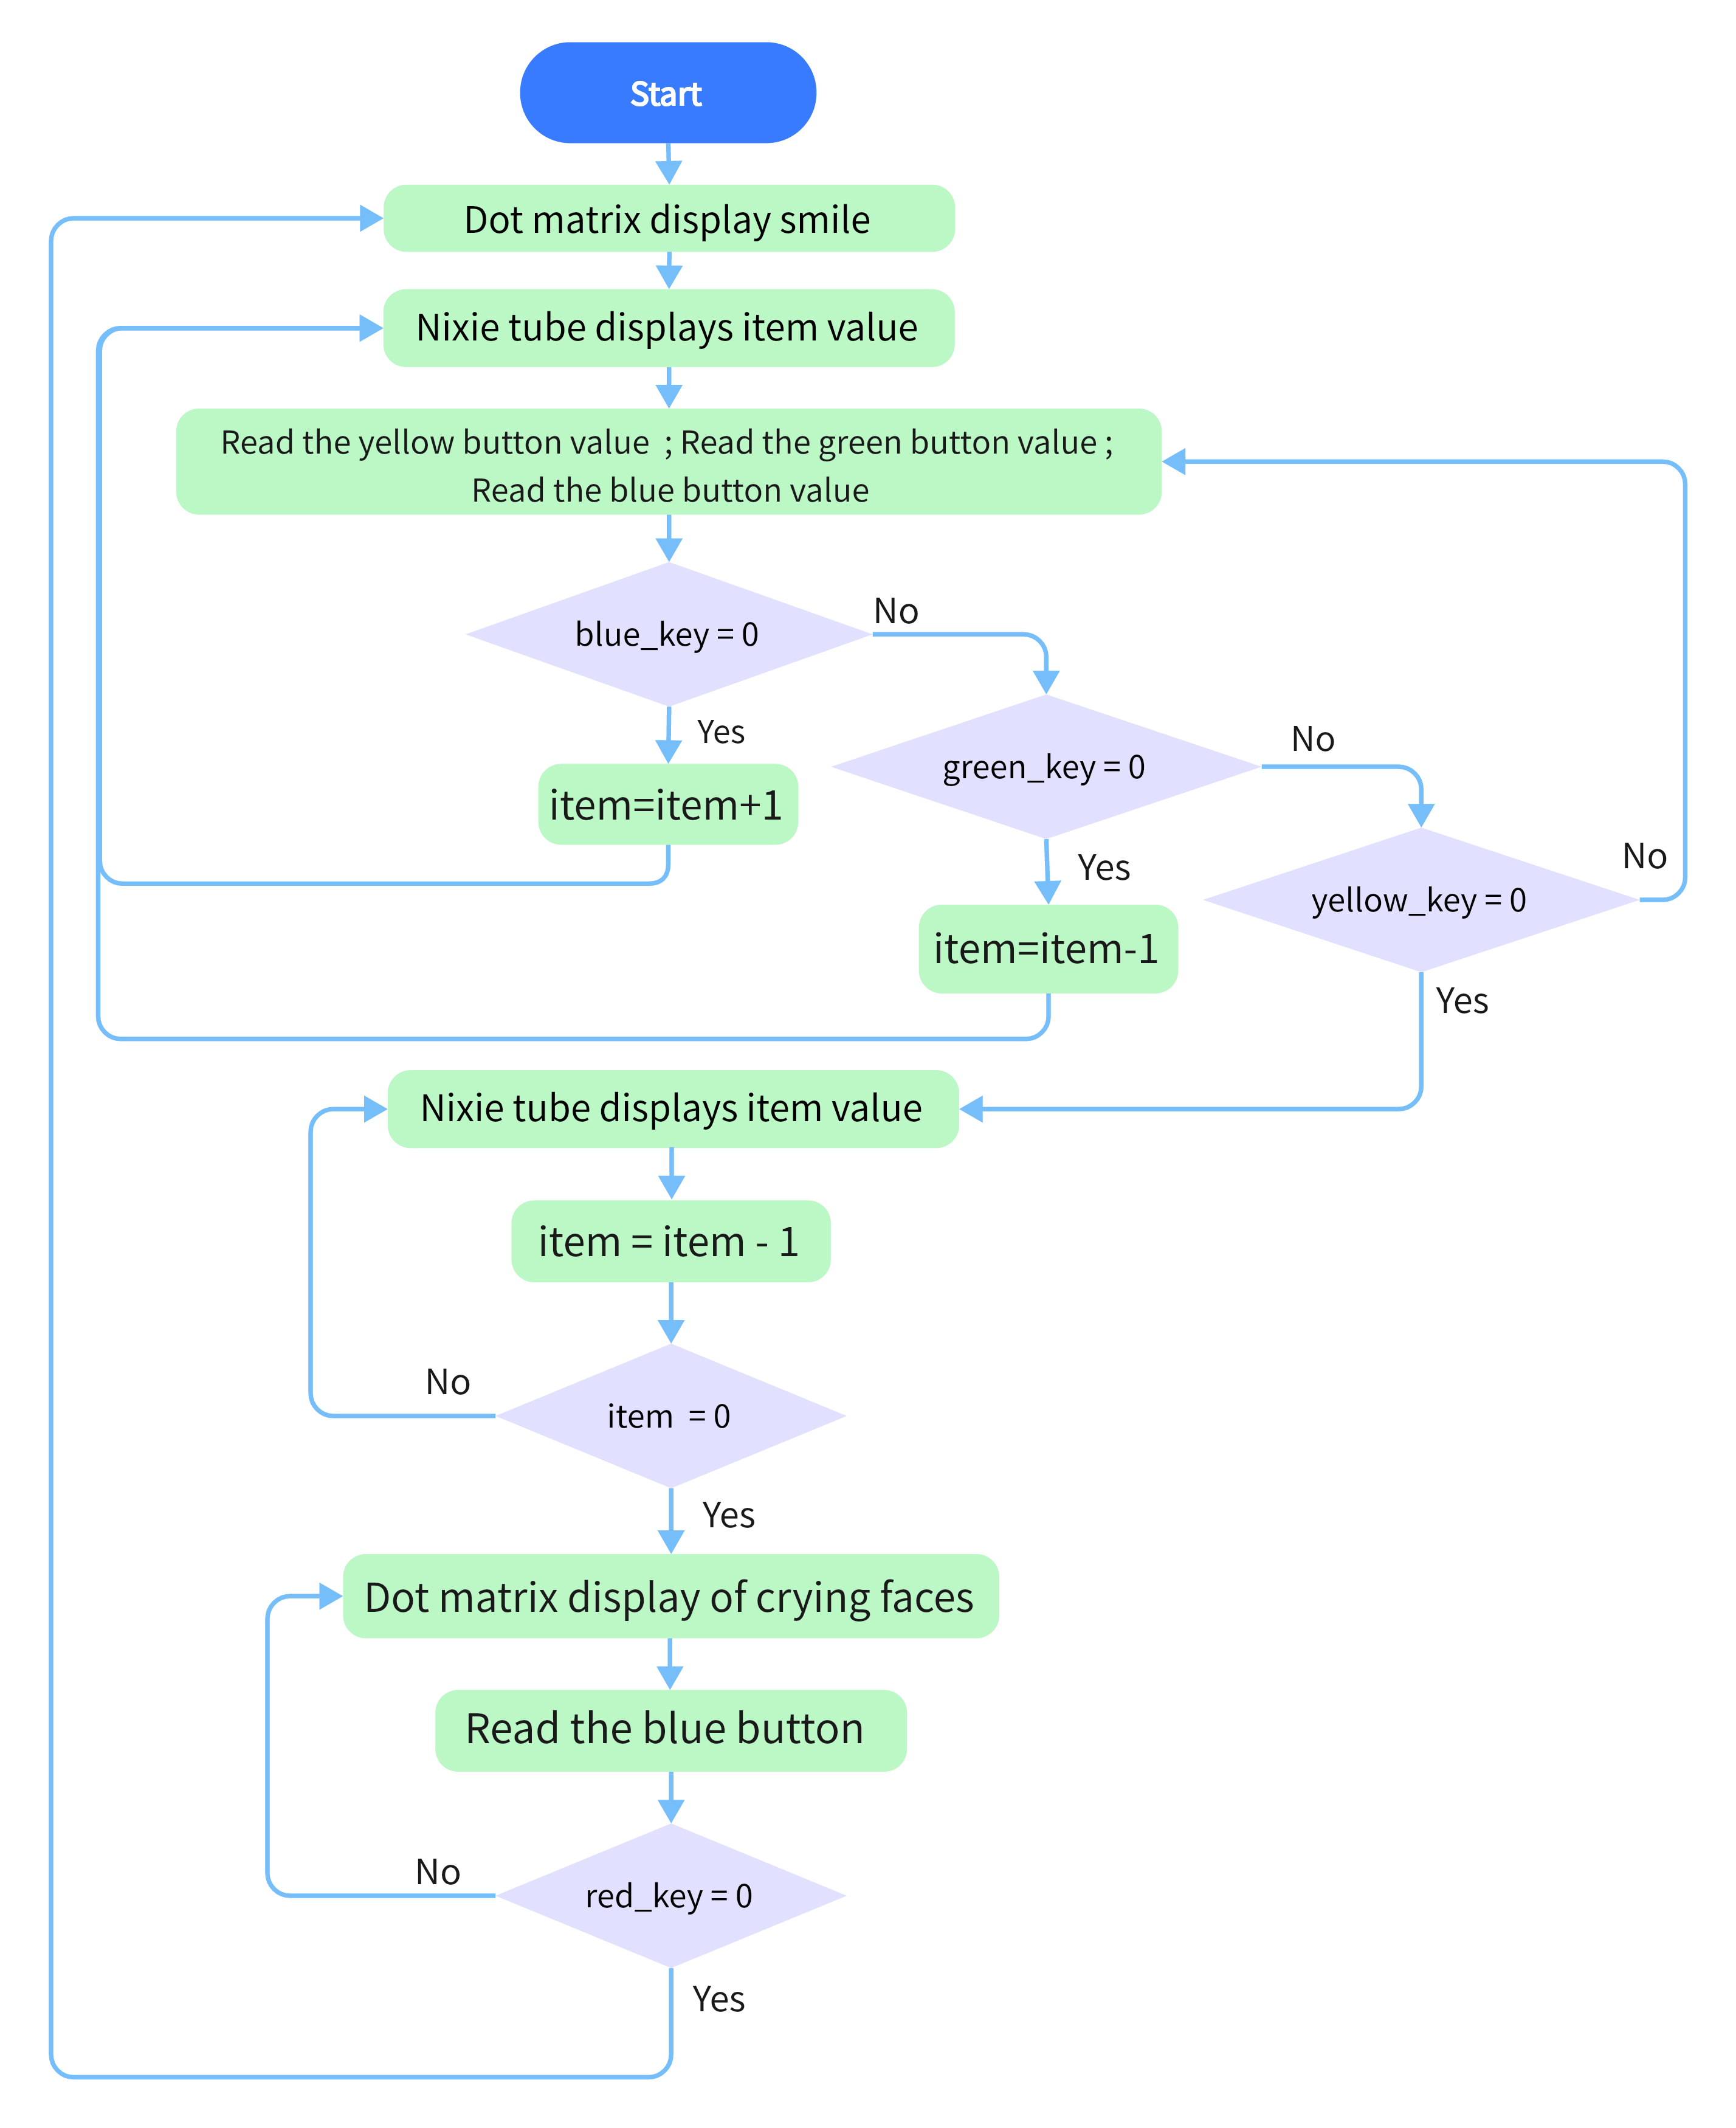 Start
Dot matrix display smile
Nixie tube displays item value
Read the yellow button value  ; Read the green button value ;
Read the blue button value
blue_key = 0
No
Yes
item=item+1
green_key = 0
No
Yes
item=item-1
yellow_key = 0
No
Yes
Nixie tube displays item value
item = item - 1
item  = 0
No
Yes
Dot matrix display of crying faces
Read the blue button
red_key = 0
No
Yes